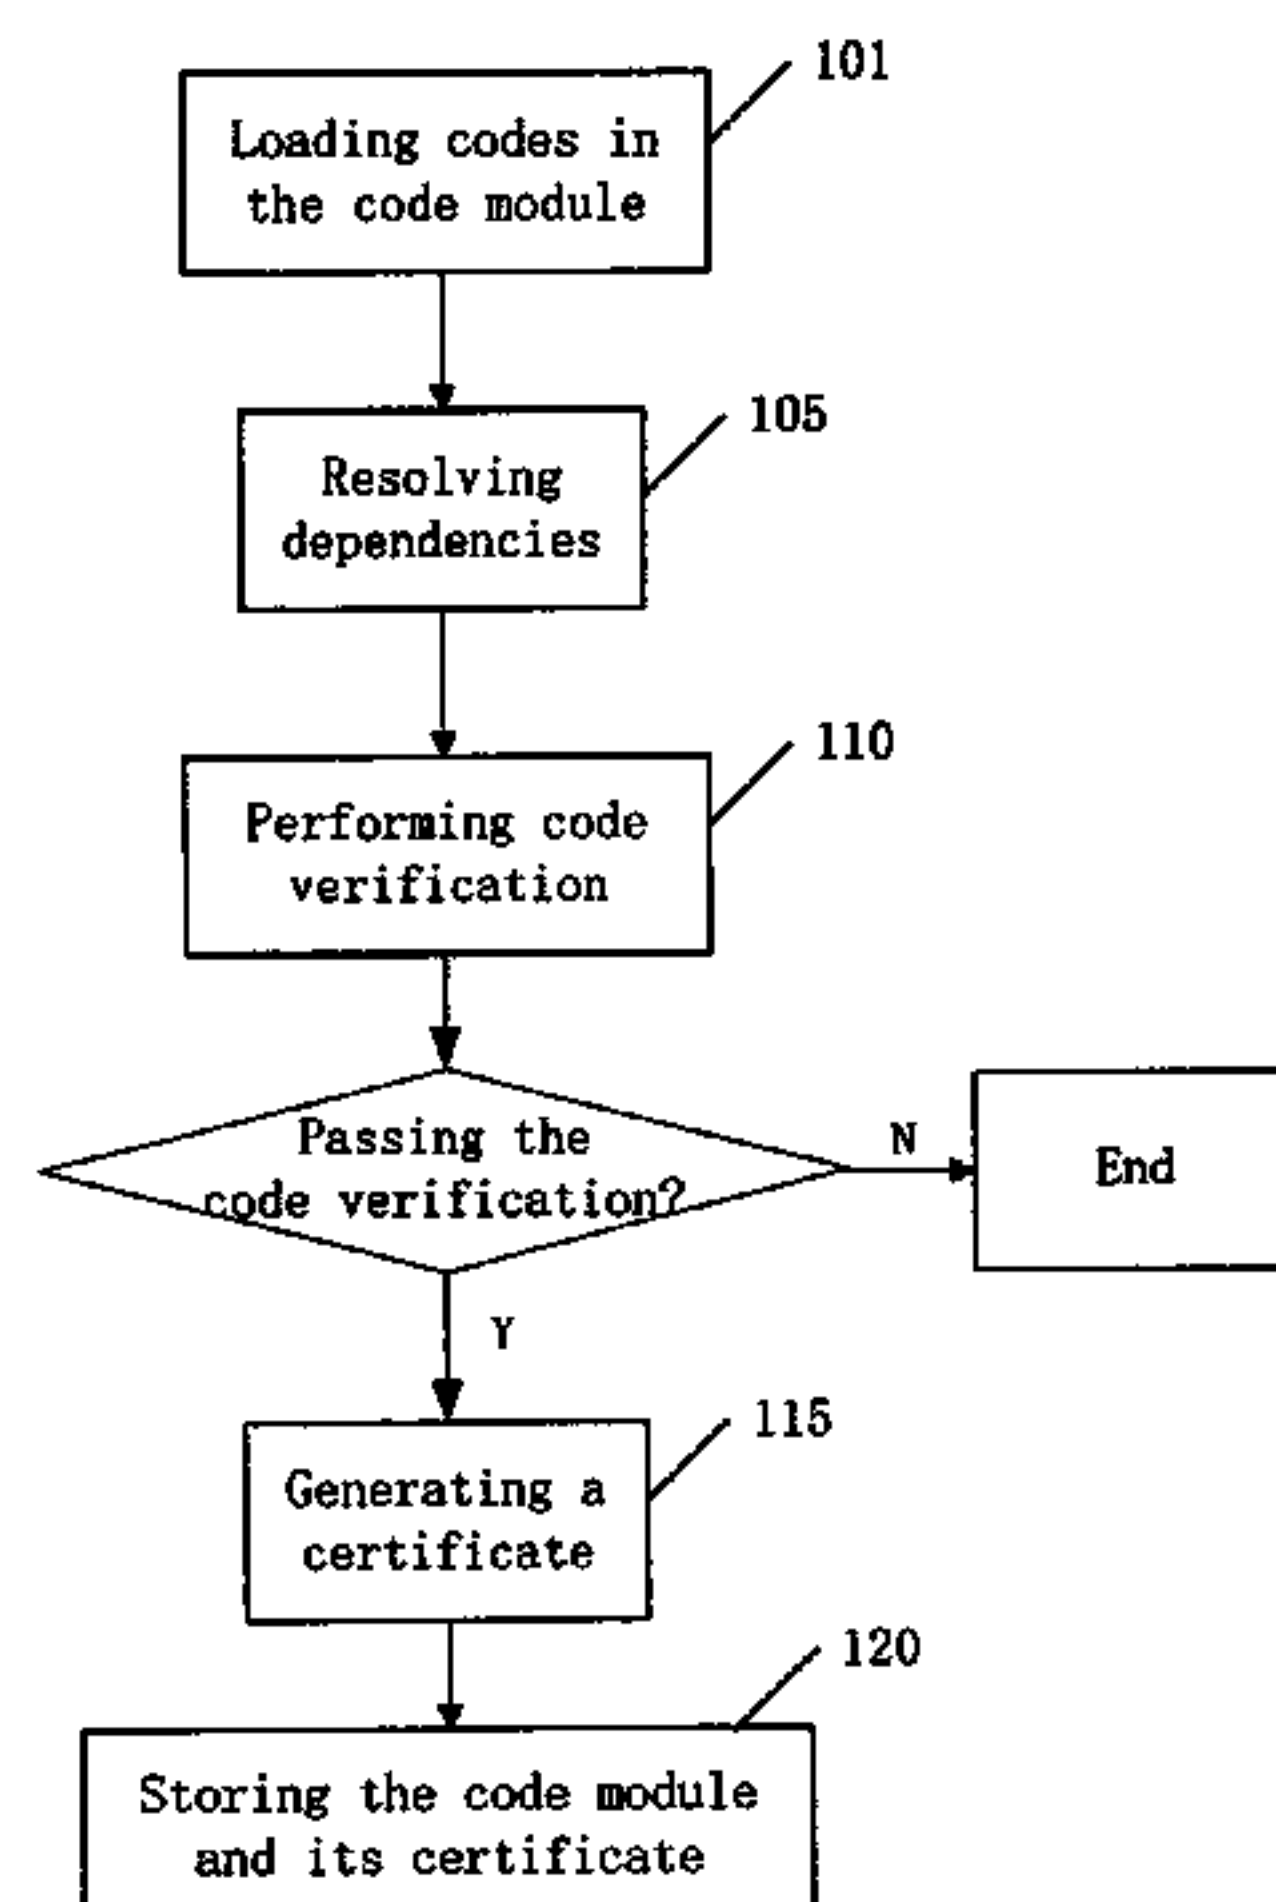 101
Loading codes in
the code module
105
Resolving
dependencies
110
Performing code
verification
Passing the
code verification?
N
End
Y
115
Generating a
certificate
120
Storing the code module
and its certificate